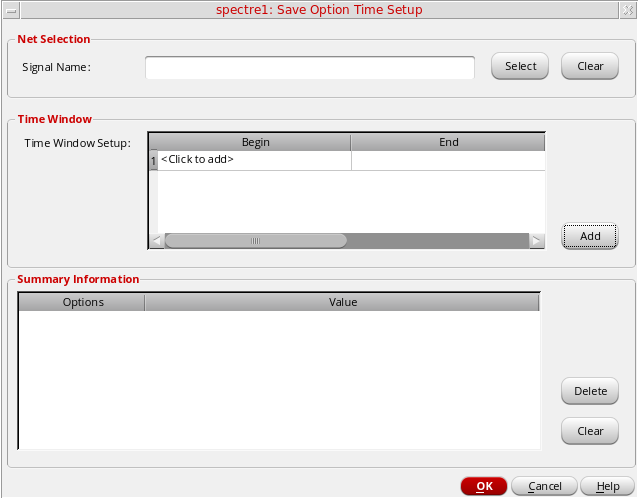 spectre1: Save Option Time Setup
Net Selection
Signal Name:
Select
Clear
Time Window
Time Window Setup:
Begin
End
1
<Click to add>
Add
Summary Information
Options
Value
Delete
Clear
OK
Cancel
Help